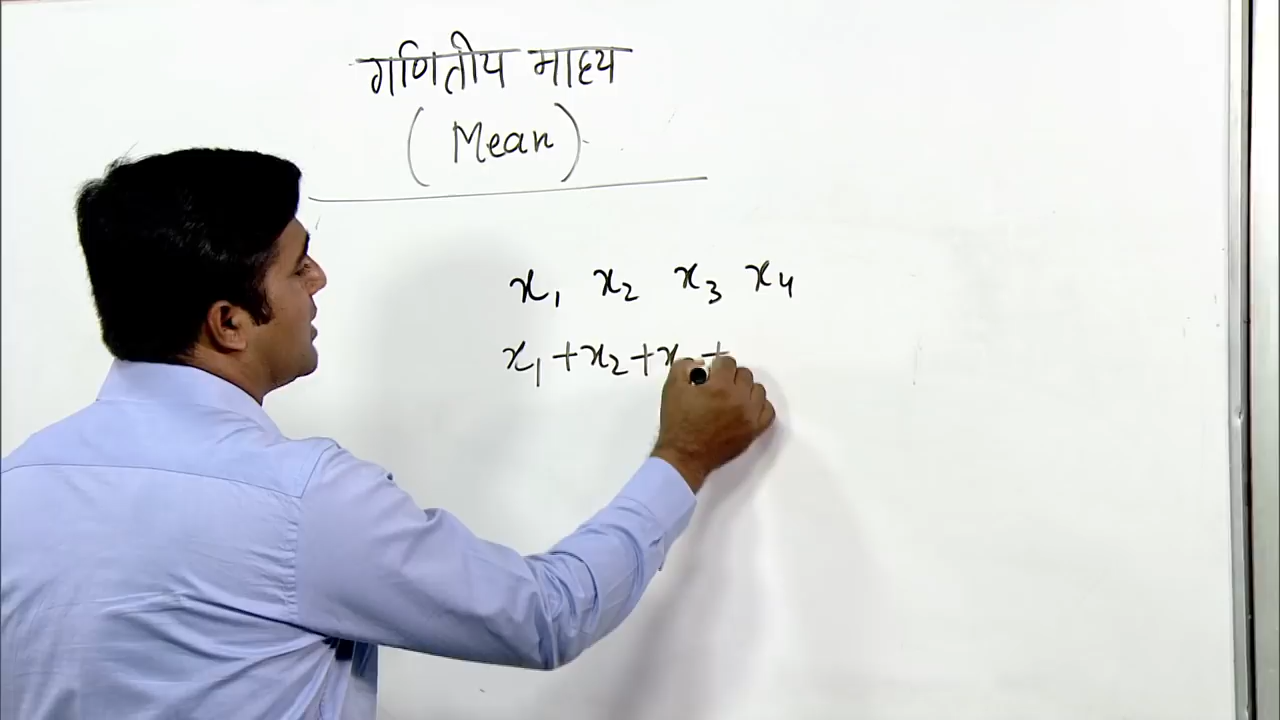 गणितीय माध्य
(Mean)
x₁ x₂ x₃ x₄
x₁ + x₂ + x +